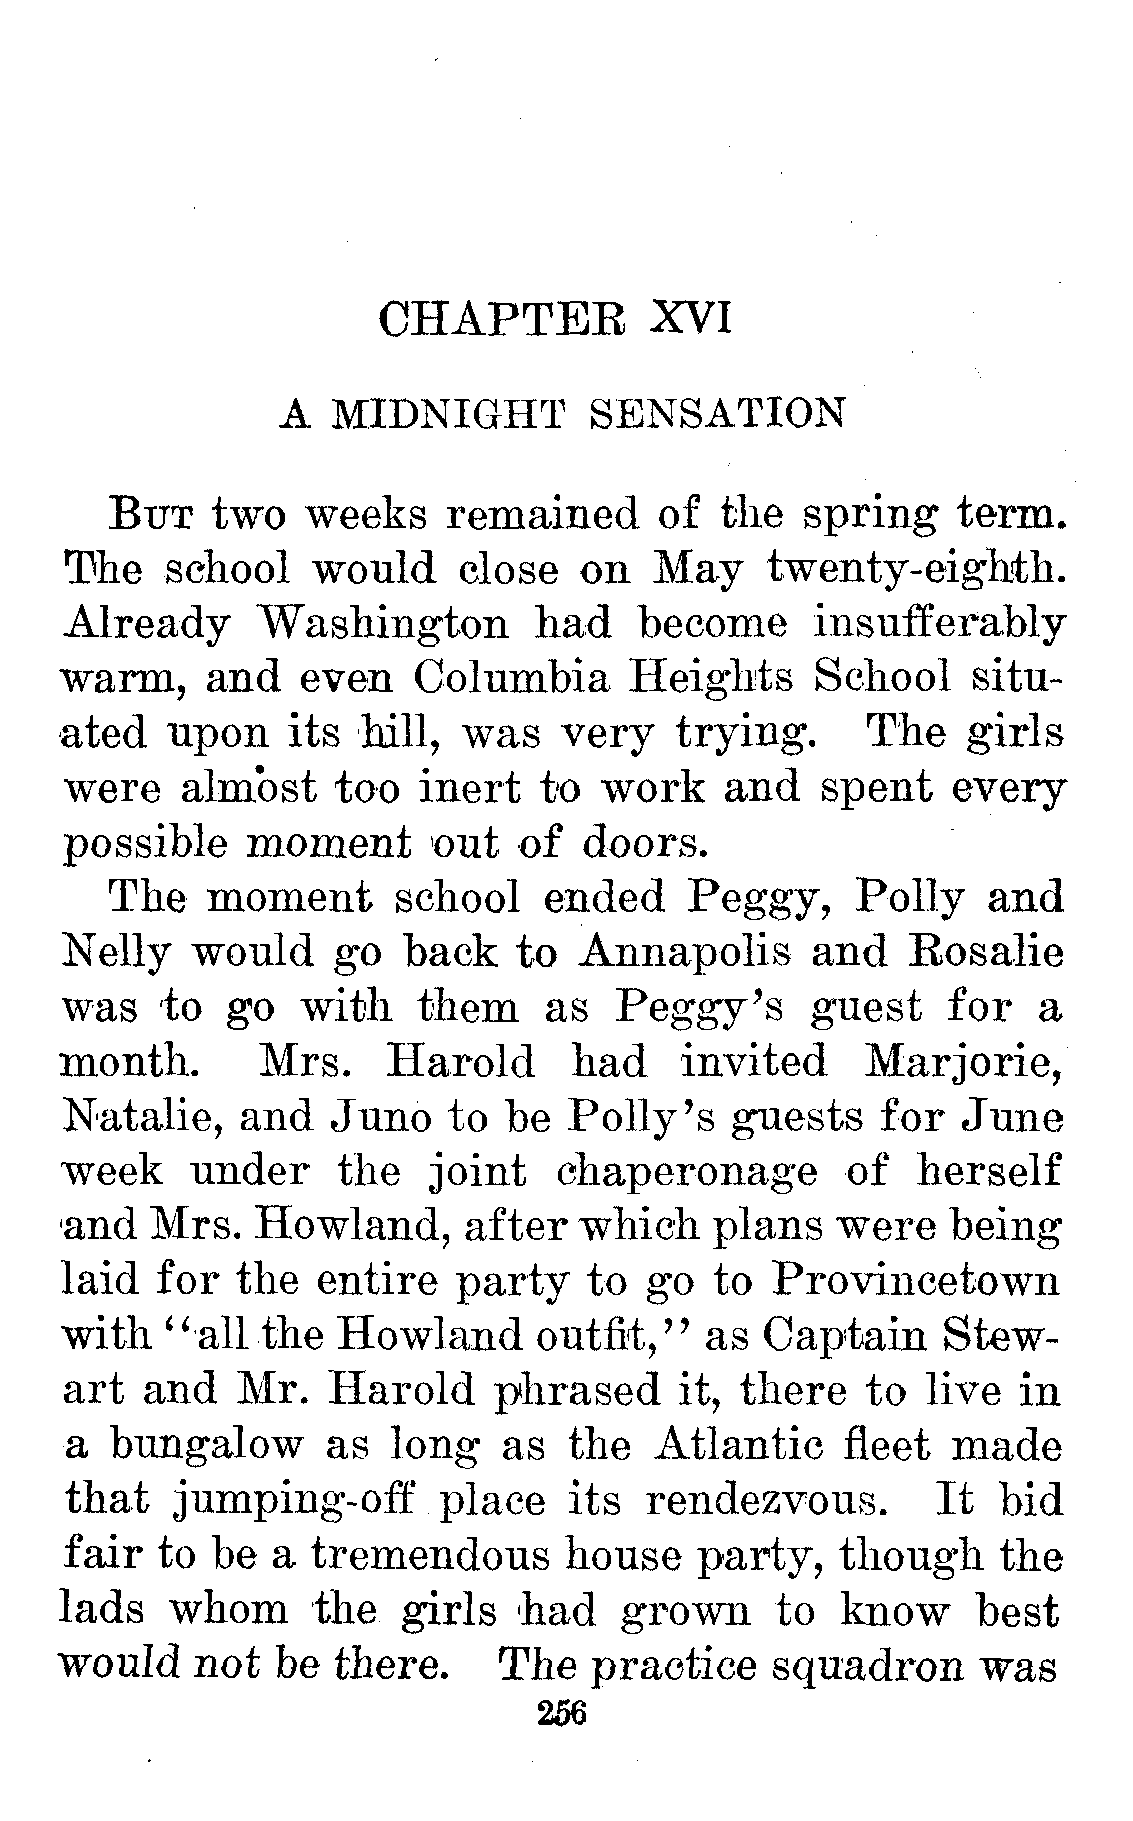 CHAPTER XVI
A MIDNIGHT SENSATION
BUT two weeks remained of the spring term.
The school would close on May twenty-eighth.
Already Washington had become insufferably
warm, and even Columbia Heights School situ-
ated upon its hill, was very trying. The girls
were almost too inert to work and spent every
possible moment out of doors.
The moment school ended Peggy, Polly and
Nelly would go back to Annapolis and Rosalie
was to go with them as Peggy's guest for a
month. Mrs. Harold had invited Marjorie,
Natalie, and Juno to be Polly's guests for June
week under the joint chaperonage of herself
and Mrs. Howland, after which plans were being
laid for the entire party to go to Provincetown
with "all the Howland outfit," as Captain Stew-
art and Mr. Harold phrased it, there to live in
a bungalow as long as the Atlantic fleet made
that jumping-off place its rendezvous. It bid
fair to be a tremendous house party, though the
lads whom the girls had grown to know best
would not be there. The practice squadron was
256